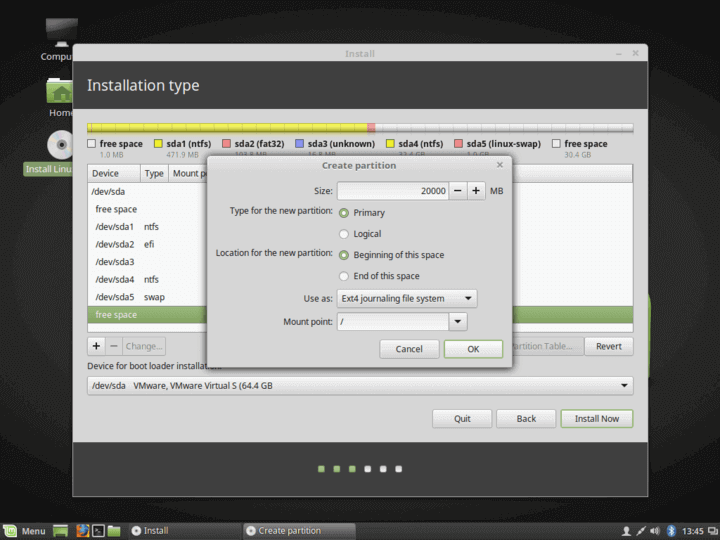 Compu
Home
Install Linu
Install
Installation type
free space sda1 (ntfs) sda2 (fat32) sda3 (unknown) sda4 (ntfs) sda5 (linux-swap) free space
1.0 MB 471.9 MB 30.4 GB
Device Type Mount p
/dev/sda
free space
/dev/sda1 ntfs
/dev/sda2 efi
/dev/sda3
/dev/sda4 ntfs
/dev/sda5 swap
free space
Create partition
Size: 20000 MB
Type for the new partition: Primary
Logical
Location for the new partition: Beginning of this space
End of this space
Use as: Ext4 journaling file system
Mount point: /
Cancel OK
+ − Change... artition Table... Revert
Device for boot loader installation:
/dev/sda VMware, VMware Virtual S (64.4 GB
Quit Back Install Now
Menu Install Create partition 13:45